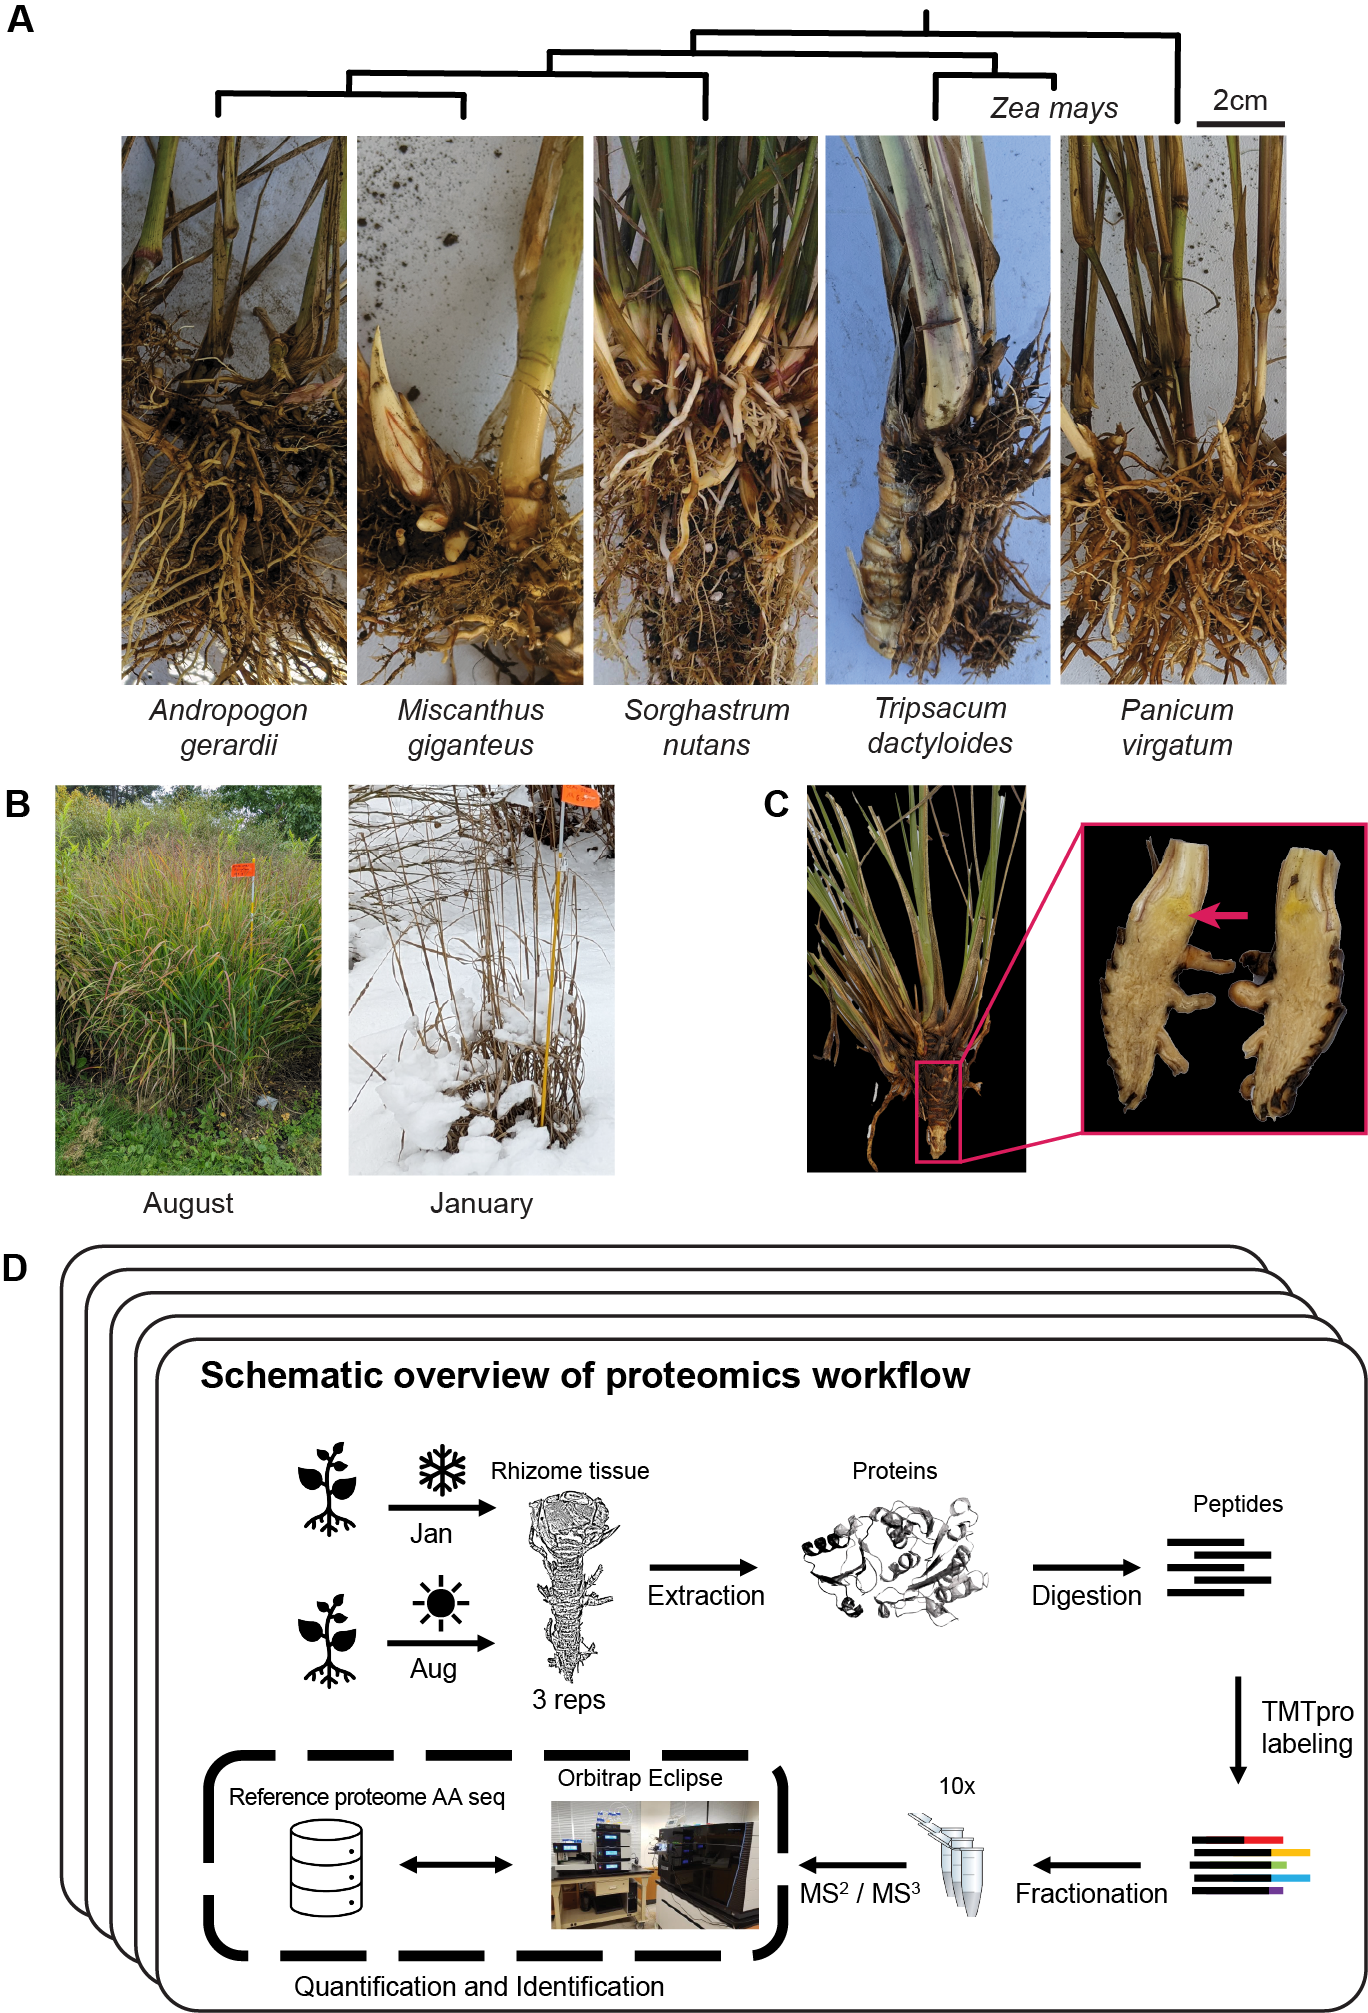 A
Zea mays
2cm
Andropogon
gerardii
Miscanthus
giganteus
Sorghastrum
nutans
Tripsacum
dactyloides
Panicum
virgatum
B
August
January
C
D
Schematic overview of proteomics workflow
Jan
Aug
Rhizome tissue
3 reps
Extraction
Proteins
Digestion
Peptides
TMTpro
labeling
Fractionation
10x
MS² / MS³
Orbitrap Eclipse
Reference proteome AA seq
Quantification and Identification